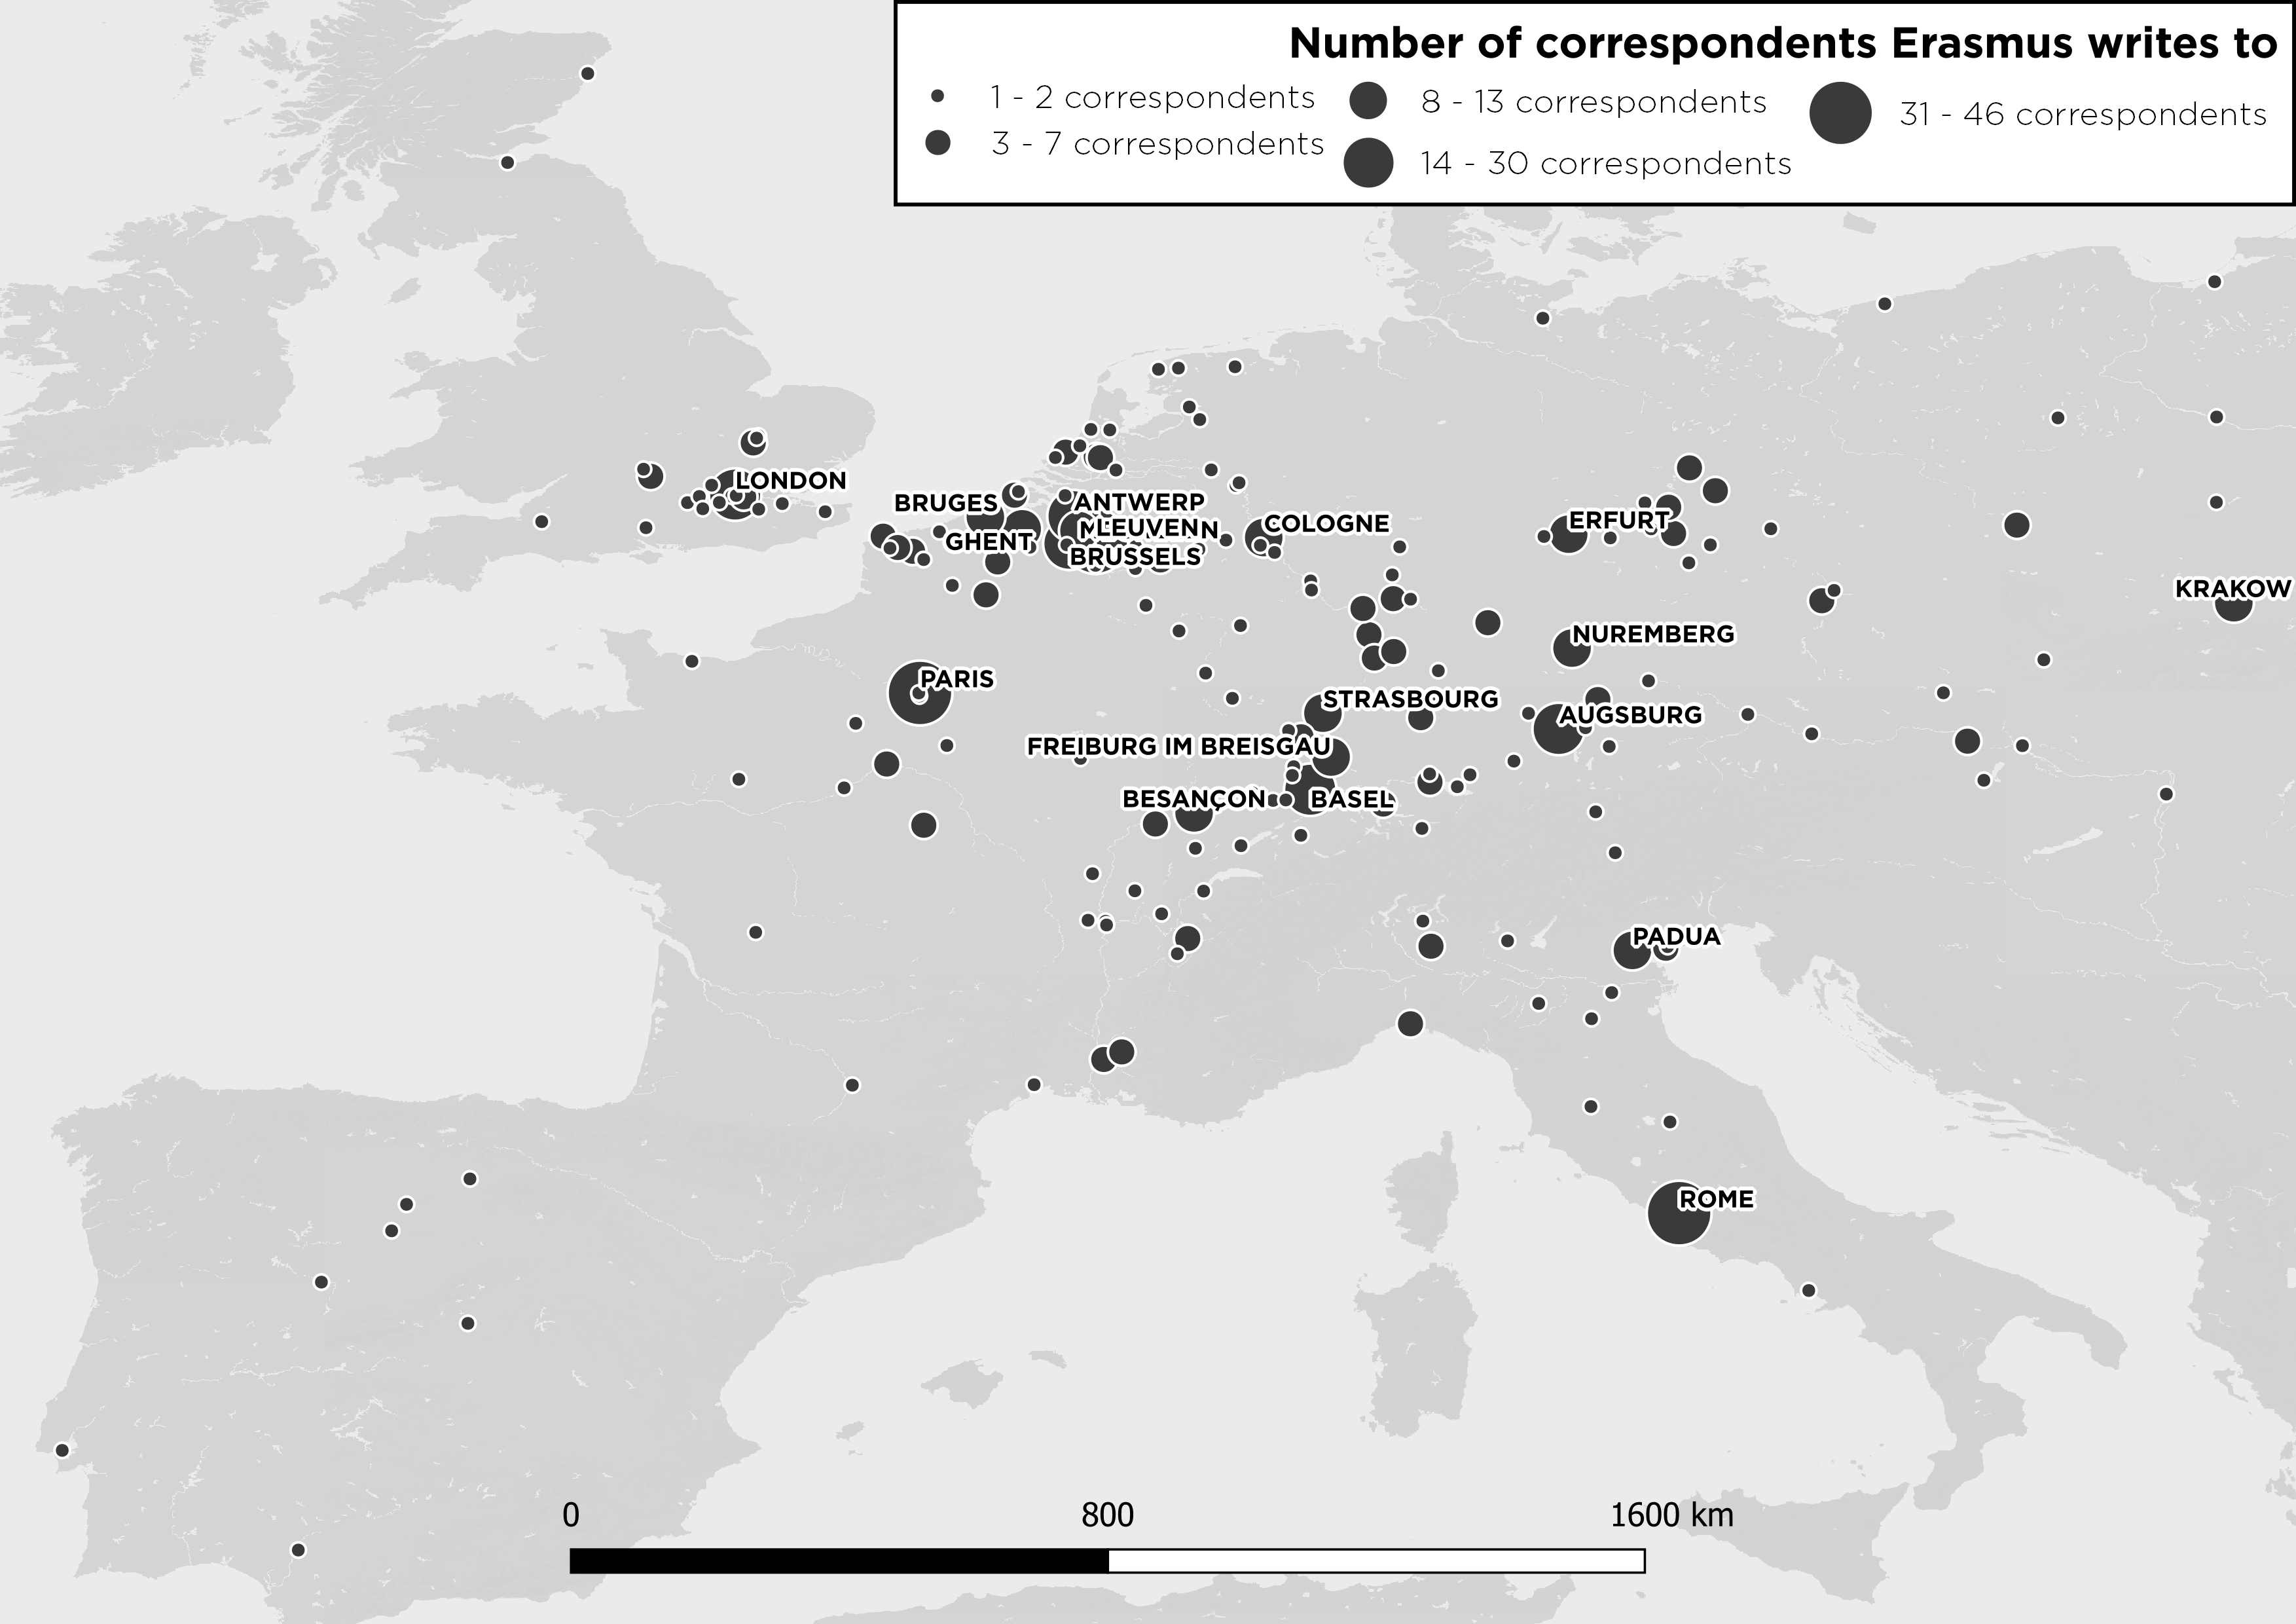 Number of correspondents Erasmus writes to
1 - 2 correspondents
3 - 7 correspondents
8 - 13 correspondents
14 - 30 correspondents
31 - 46 correspondents
LONDON
BRUGES
ANTWERP
LEUVEN
GHENT
BRUSSELS
COLOGNE
ERFURT
KRAKOW
NUREMBERG
PARIS
STRASBOURG
AUGSBURG
FREIBURG IM BREISGAU
BESANÇON
BASEL
PADUA
ROME
0 800 1600 km